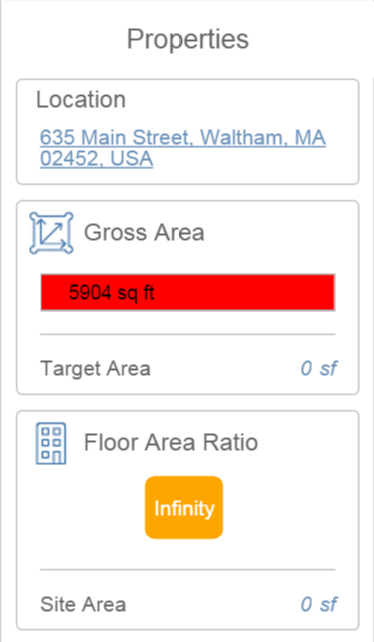 Properties
Location
635 Main Street, Waltham, MA
02452, USA
Gross Area
5904 sq ft
Target Area 0 sf
Floor Area Ratio
Infinity
Site Area 0 sf